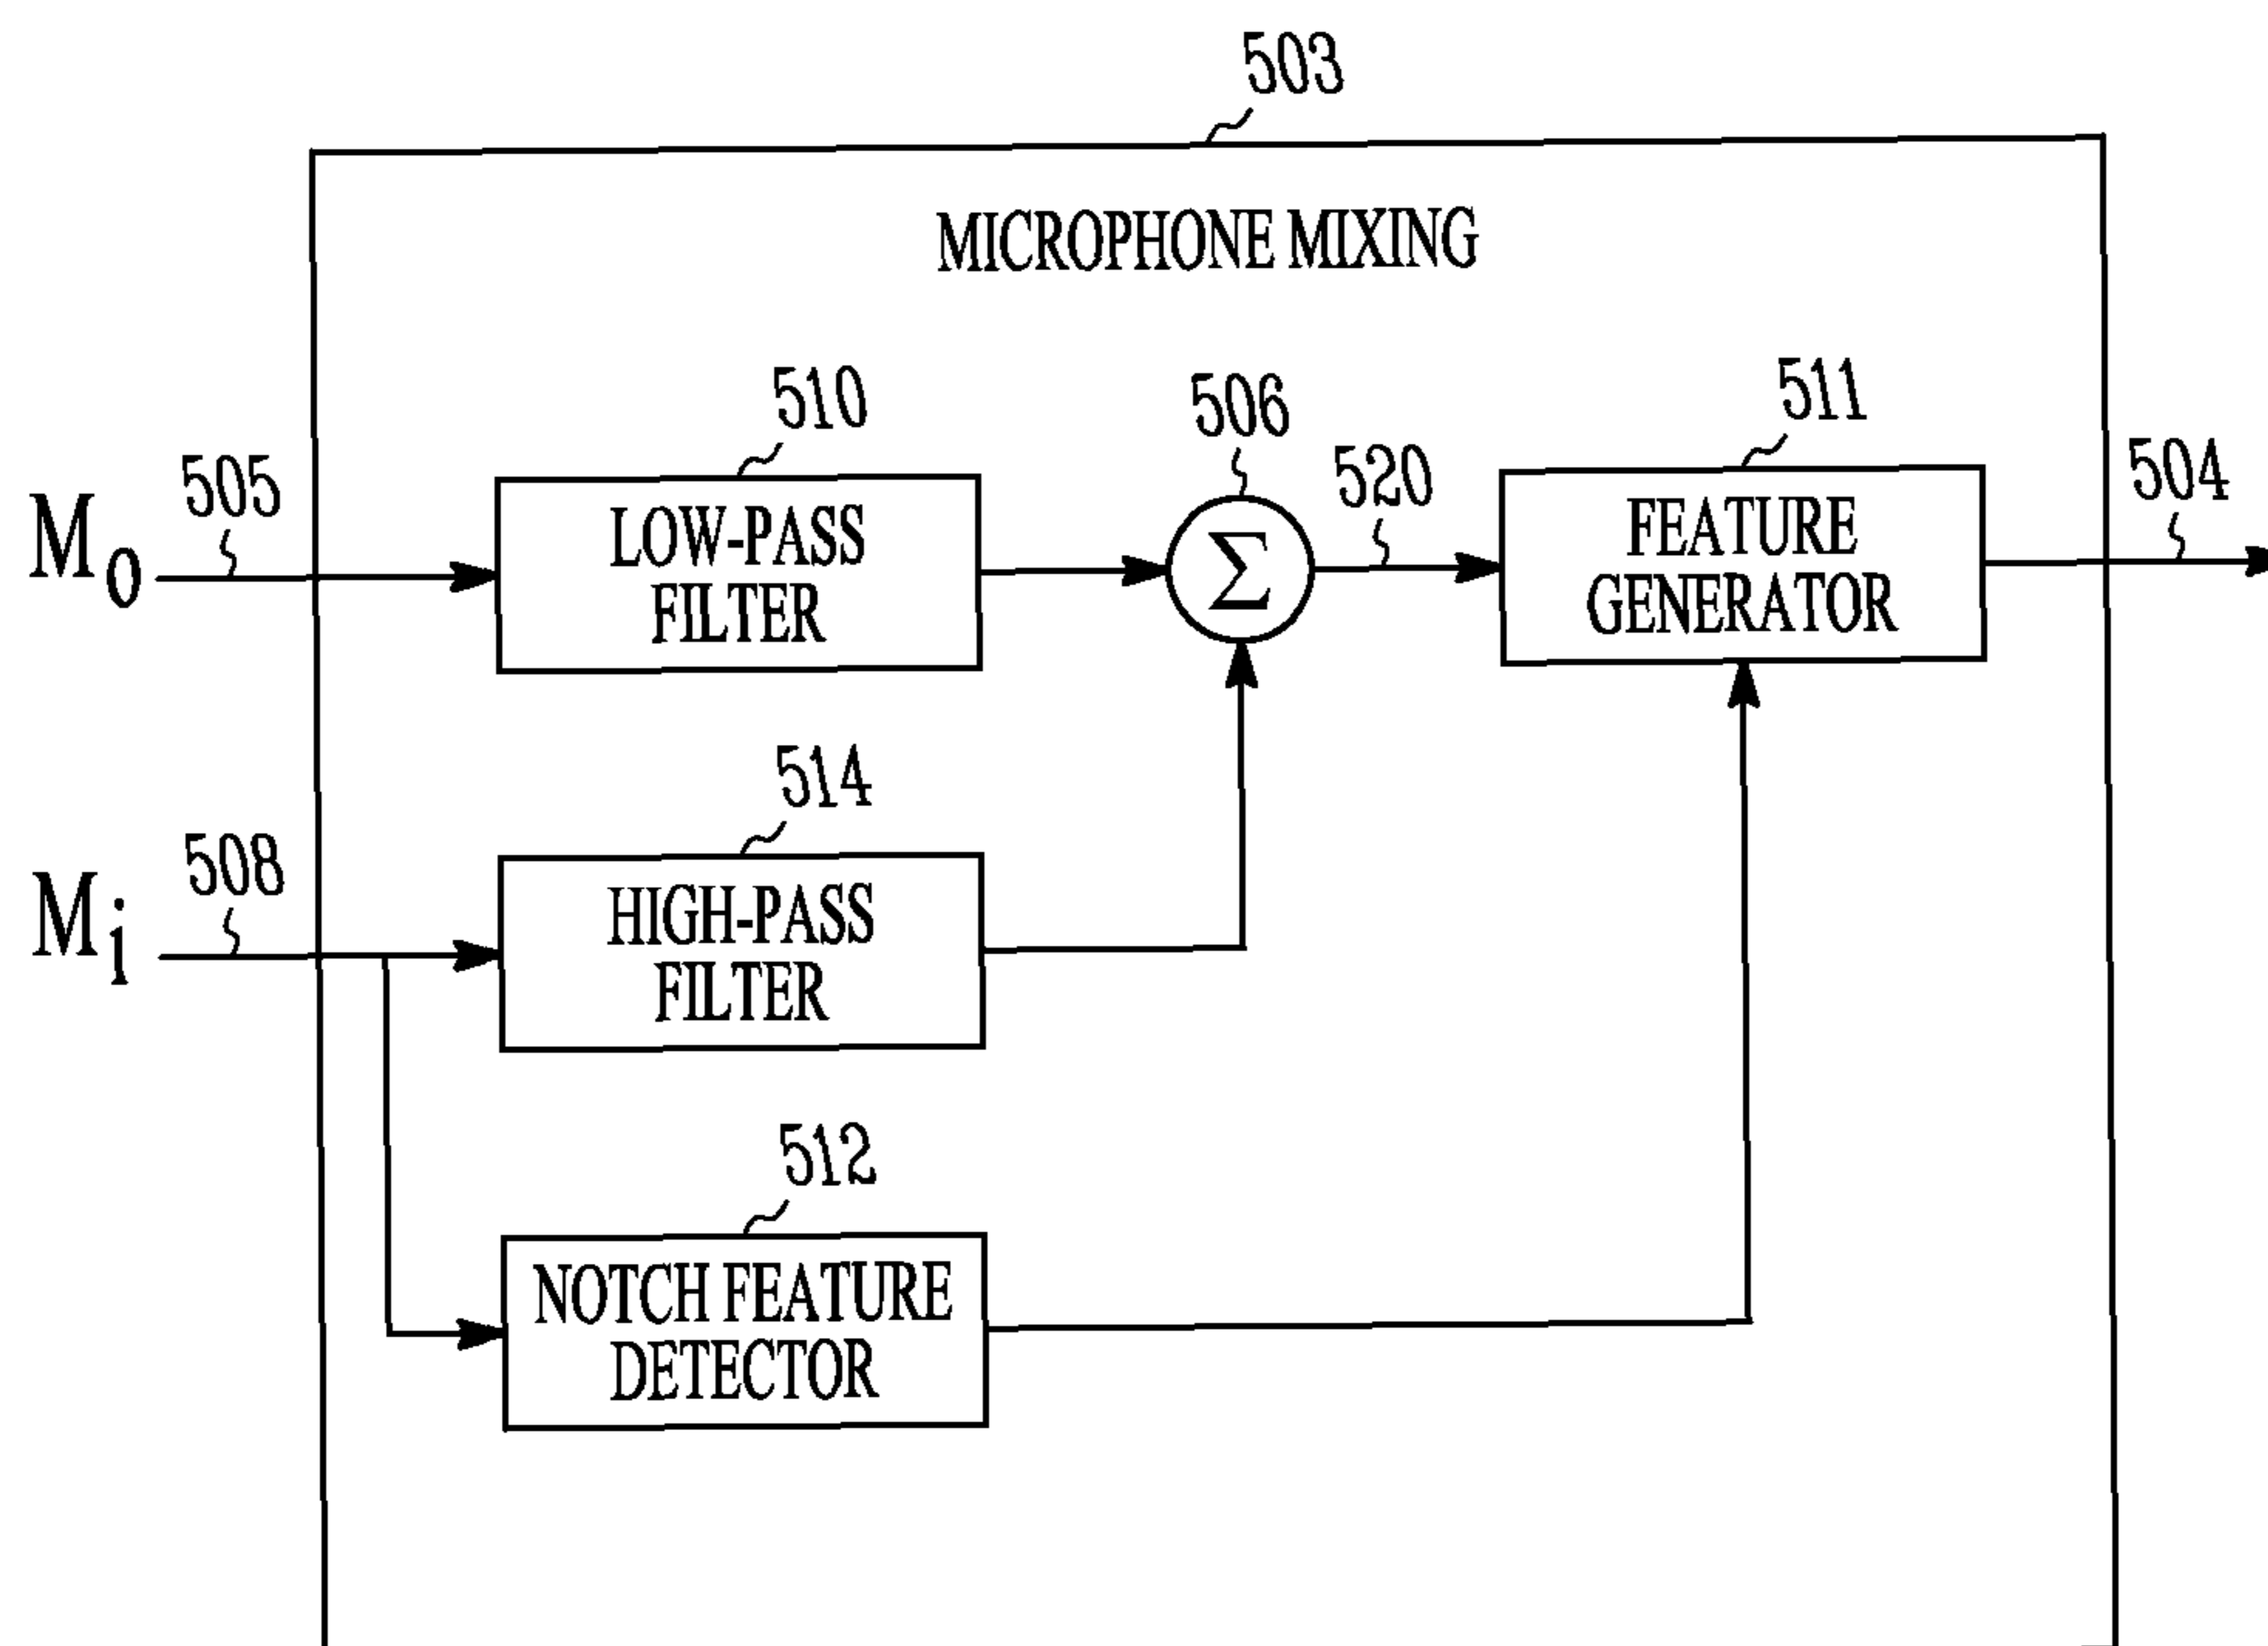 503
MICROPHONE MIXING
510
506
511
505
520
504
Mo
LOW-PASS
FILTER
Σ
FEATURE
GENERATOR
514
508
Mi
HIGH-PASS
FILTER
512
NOTCH FEATURE
DETECTOR